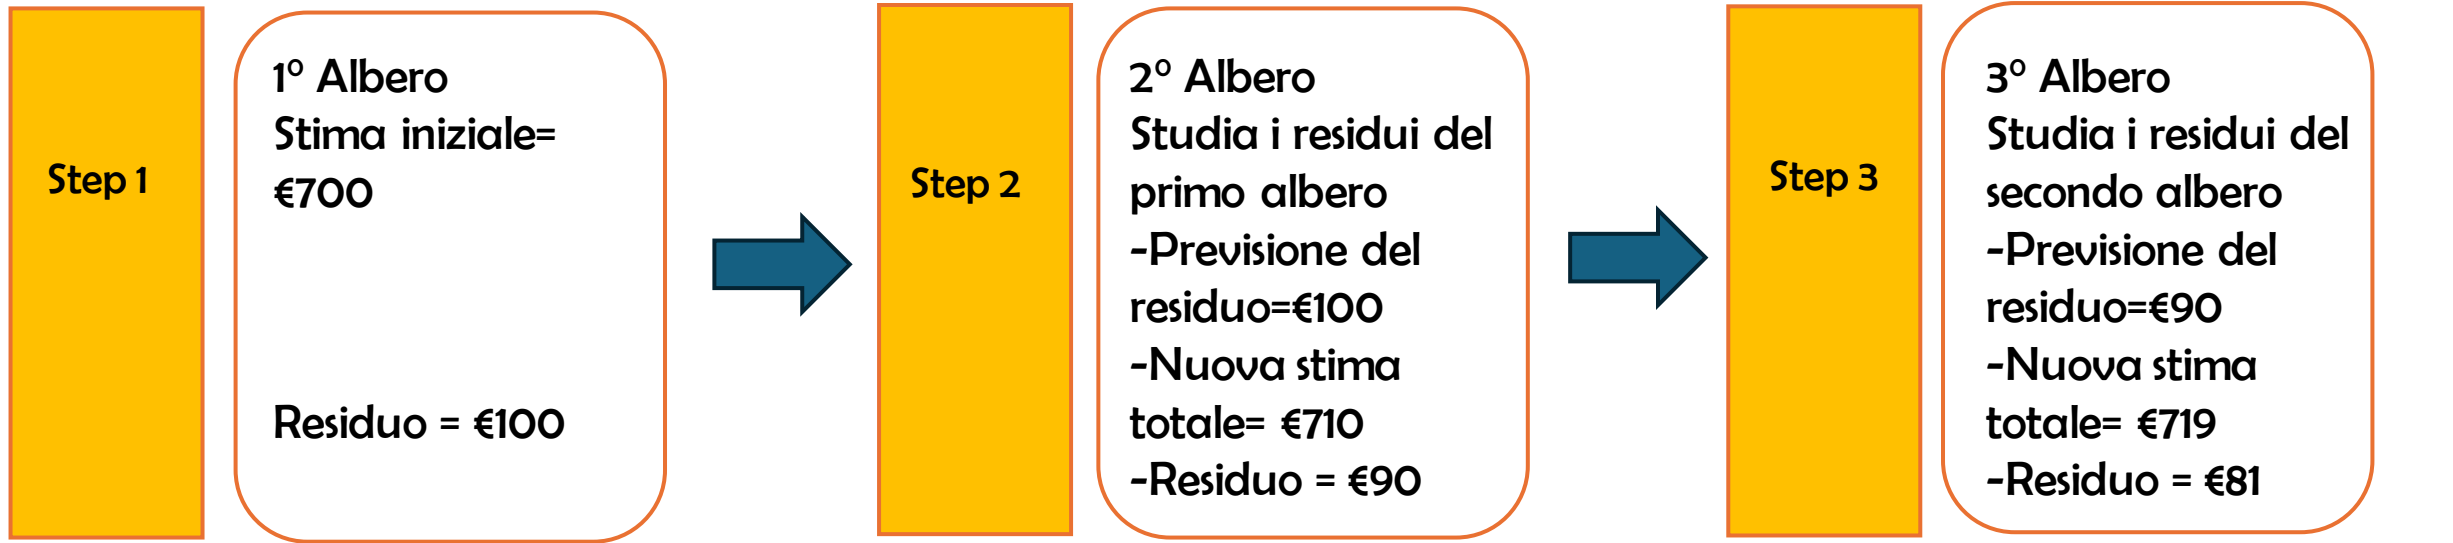 Step 1
1° Albero
Stima iniziale=
€700
Residuo = €100
Step 2
2° Albero
Studia i residui del
primo albero
-Previsione del
residuo=€100
-Nuova stima
totale= €710
-Residuo = €90
Step 3
3° Albero
Studia i residui del
secondo albero
-Previsione del
residuo=€90
-Nuova stima
totale= €719
-Residuo = €81